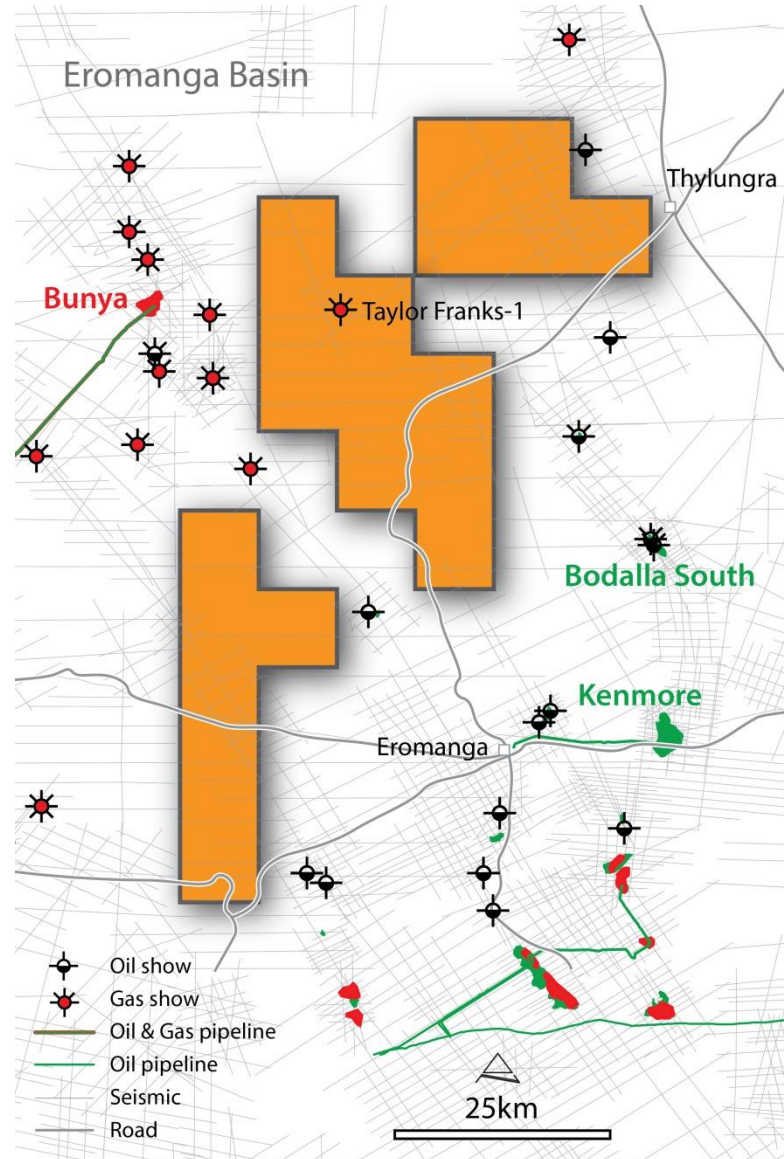 Eromanga Basin
Thylungra
Bunya
Taylor Franks-1
Bodalla South
Kenmore
Eromanga
Oil show
Gas show
Oil & Gas pipeline
Oil pipeline
Seismic
Road
25km